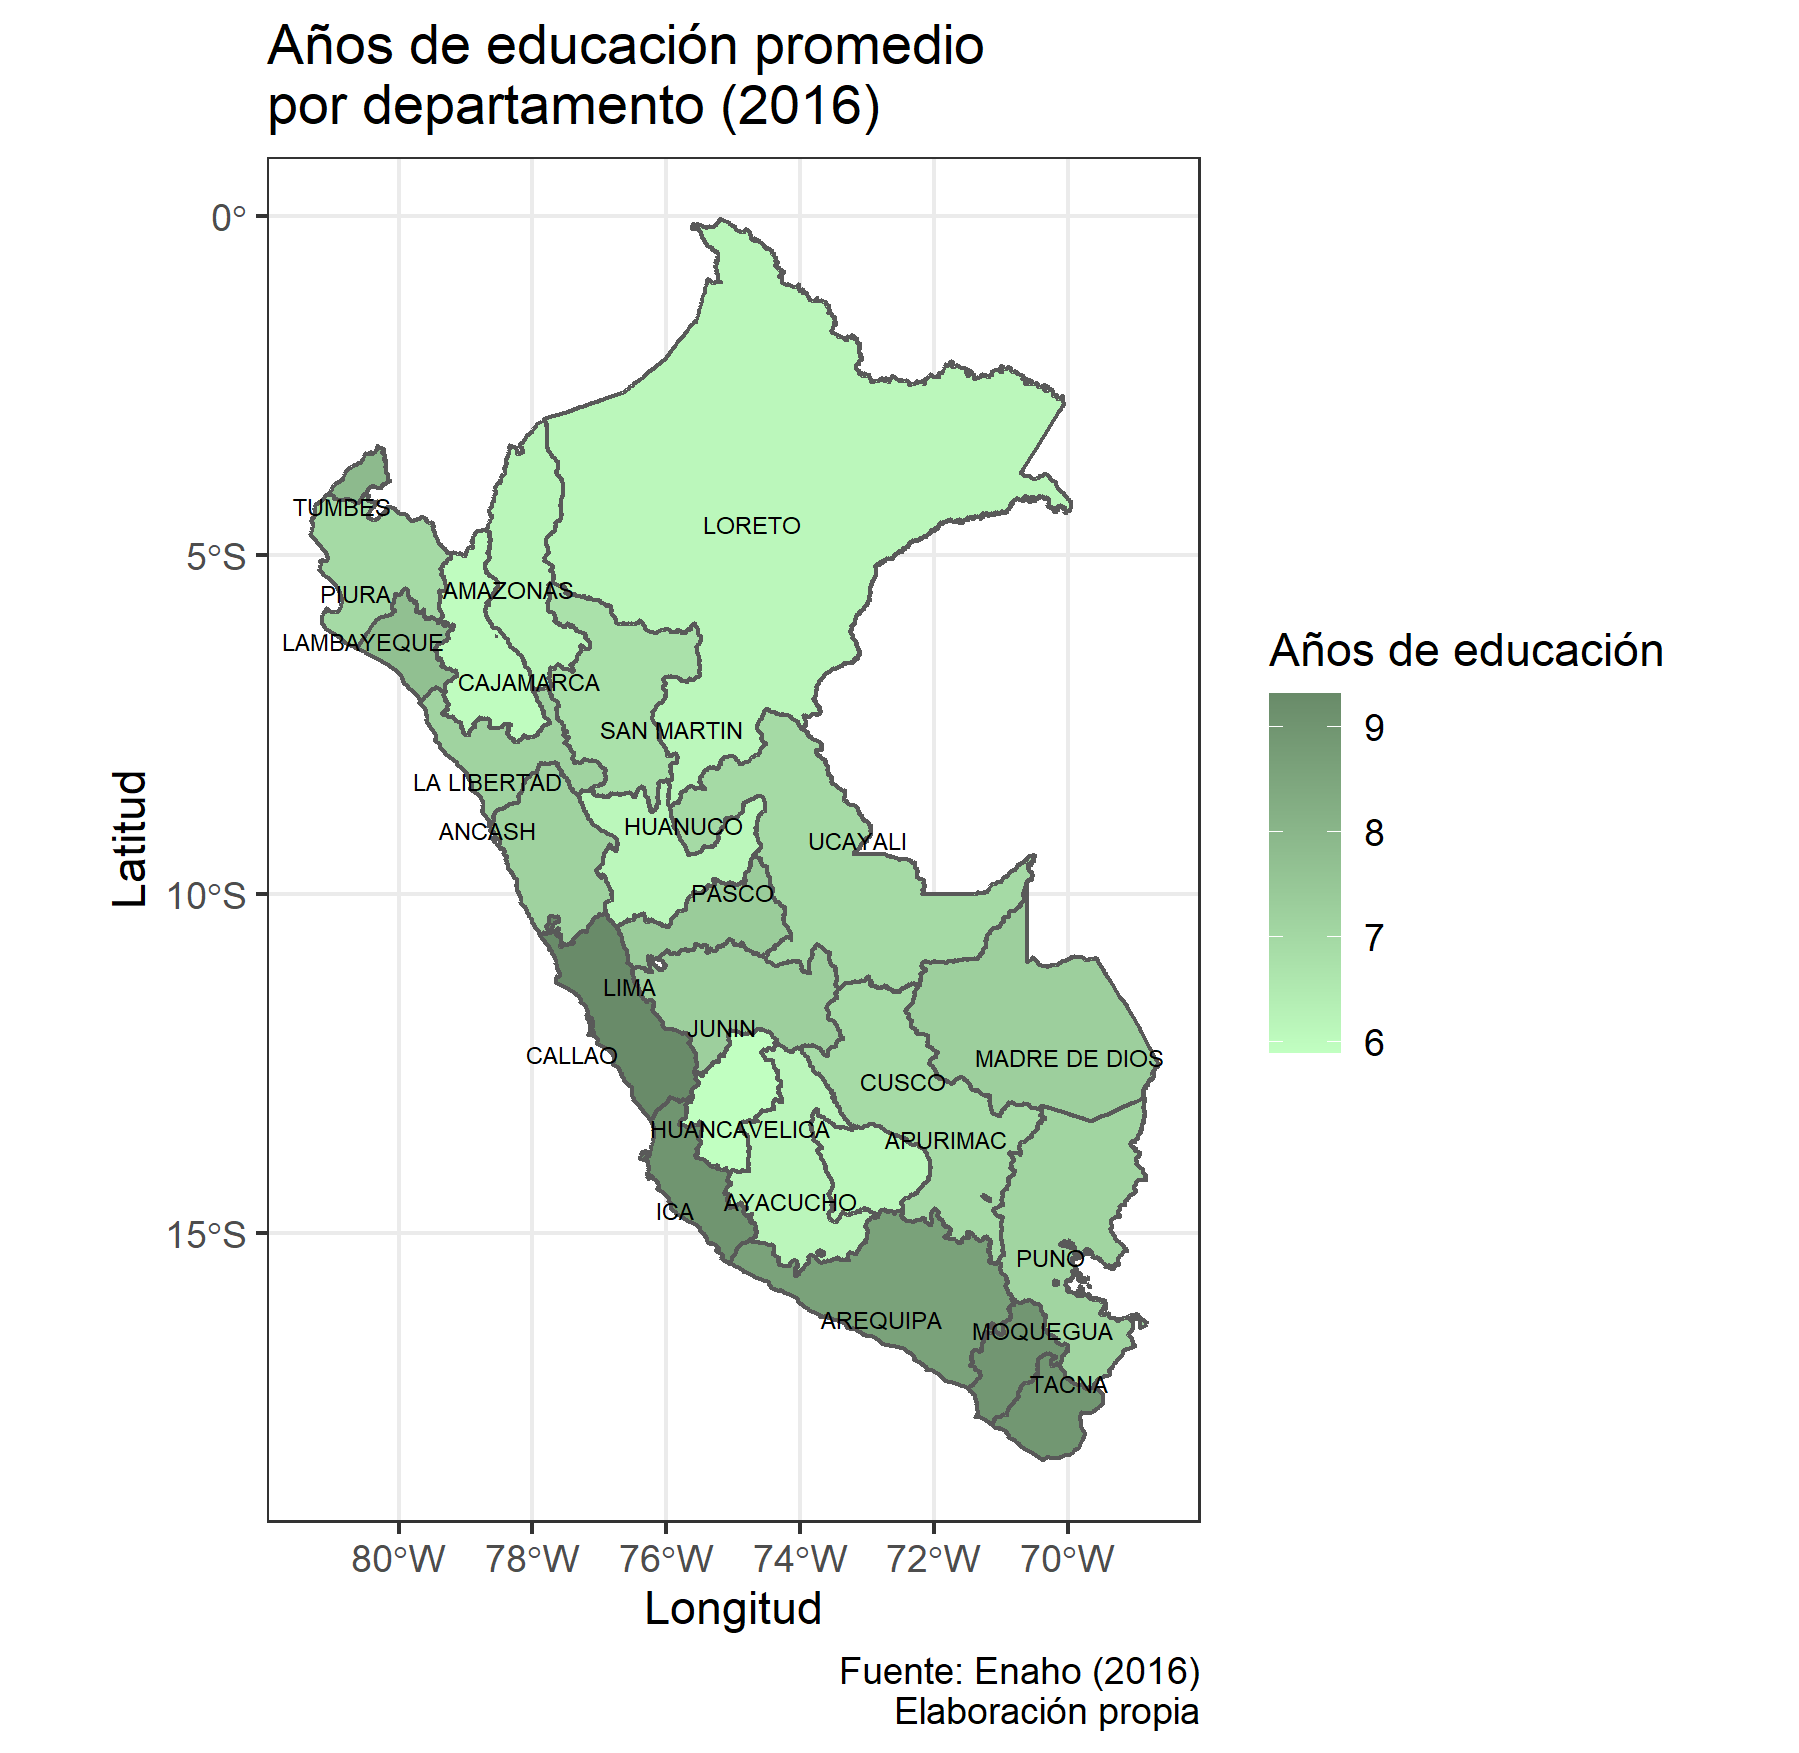 Años de educación promedio
por departamento (2016)
0°
5°S
10°S
15°S
Latitud
TUMBES
LORETO
PIURA
AMAZONAS
LAMBAYEQUE
CAJAMARCA
SAN MARTIN
LA LIBERTAD
ANCASH
HUANUCO
UCAYALI
PASCO
LIMA
JUNIN
CALLAO
MADRE DE DIOS
CUSCO
HUANCAVELICA
APURIMAC
AYACUCHO
ICA
PUNO
AREQUIPA
MOQUEGUA
TACNA
80°W 78°W 76°W 74°W 72°W 70°W
Longitud
Años de educación
9
8
7
6
Fuente: Enaho (2016)
Elaboración propia